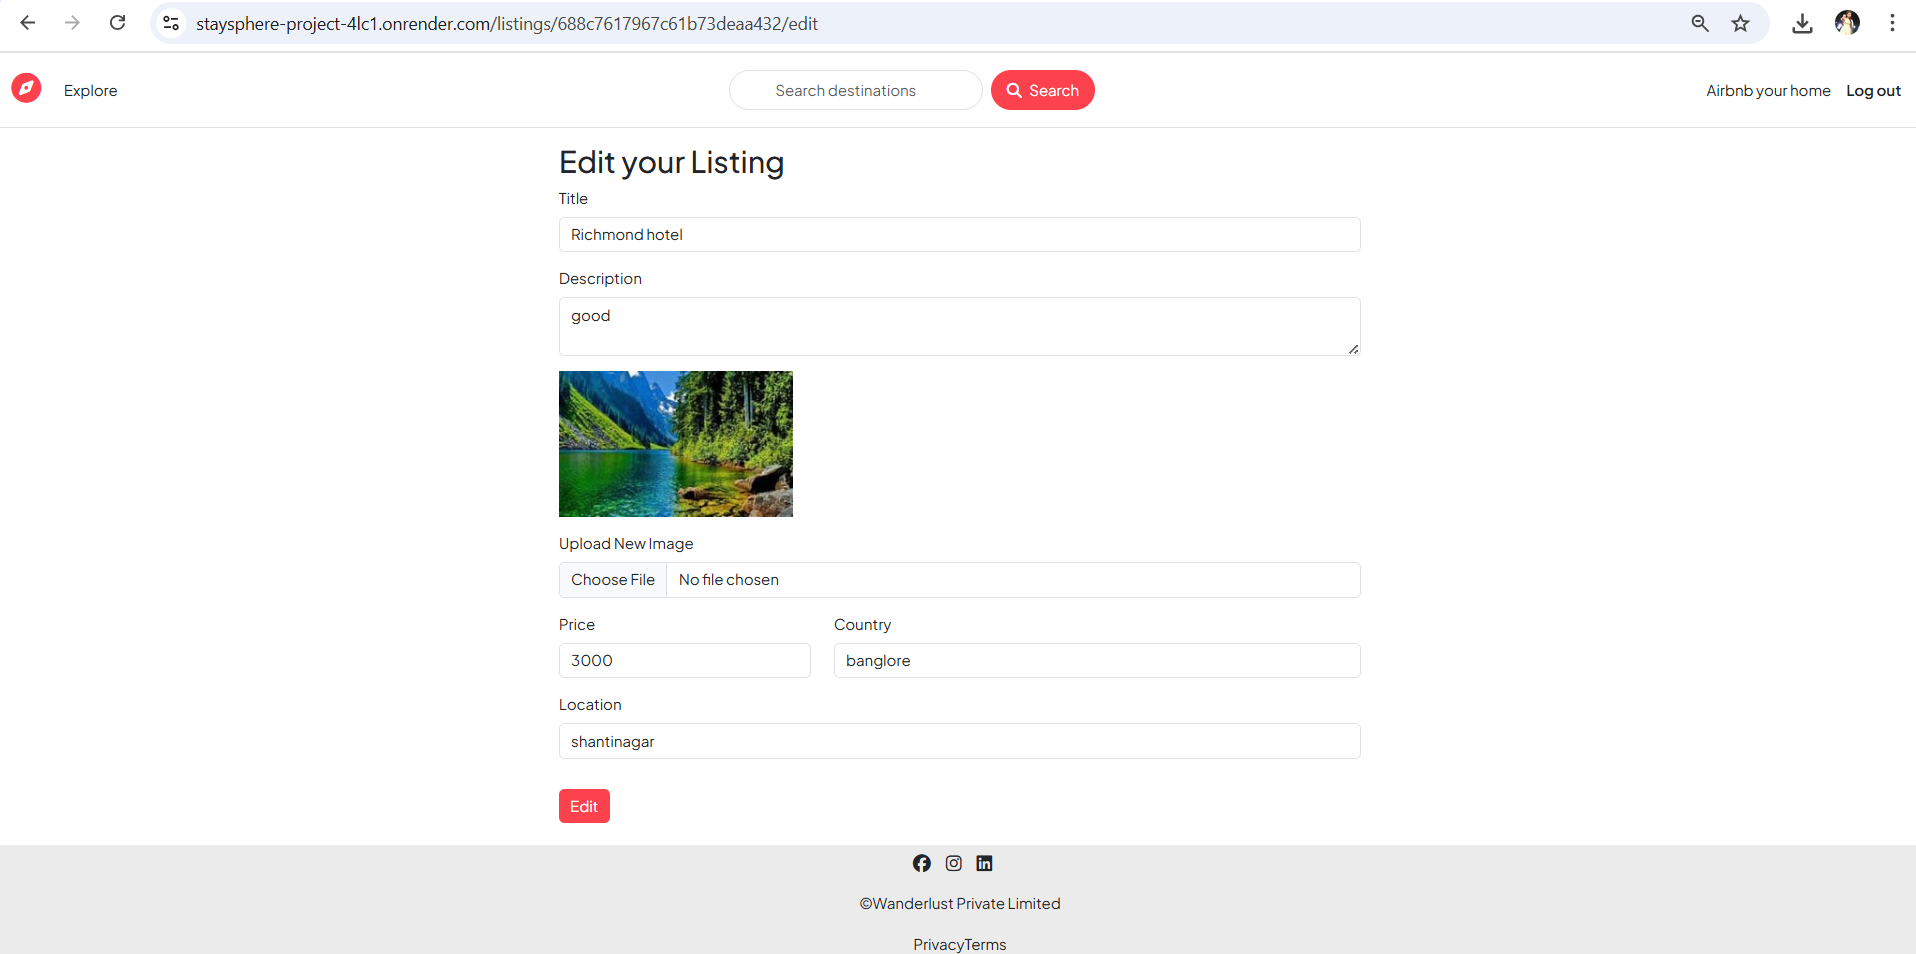 staysphere-project-4lc1.onrender.com/listings/688c7617967c61b73deaa432/edit
Explore
Search destinations
Search
Airbnb your home
Log out
Edit your Listing
Title
Richmond hotel
Description
good
Upload New Image
Choose File
No file chosen
Price
Country
3000
banglore
Location
shantinagar
Edit
©Wanderlust Private Limited
PrivacyTerms